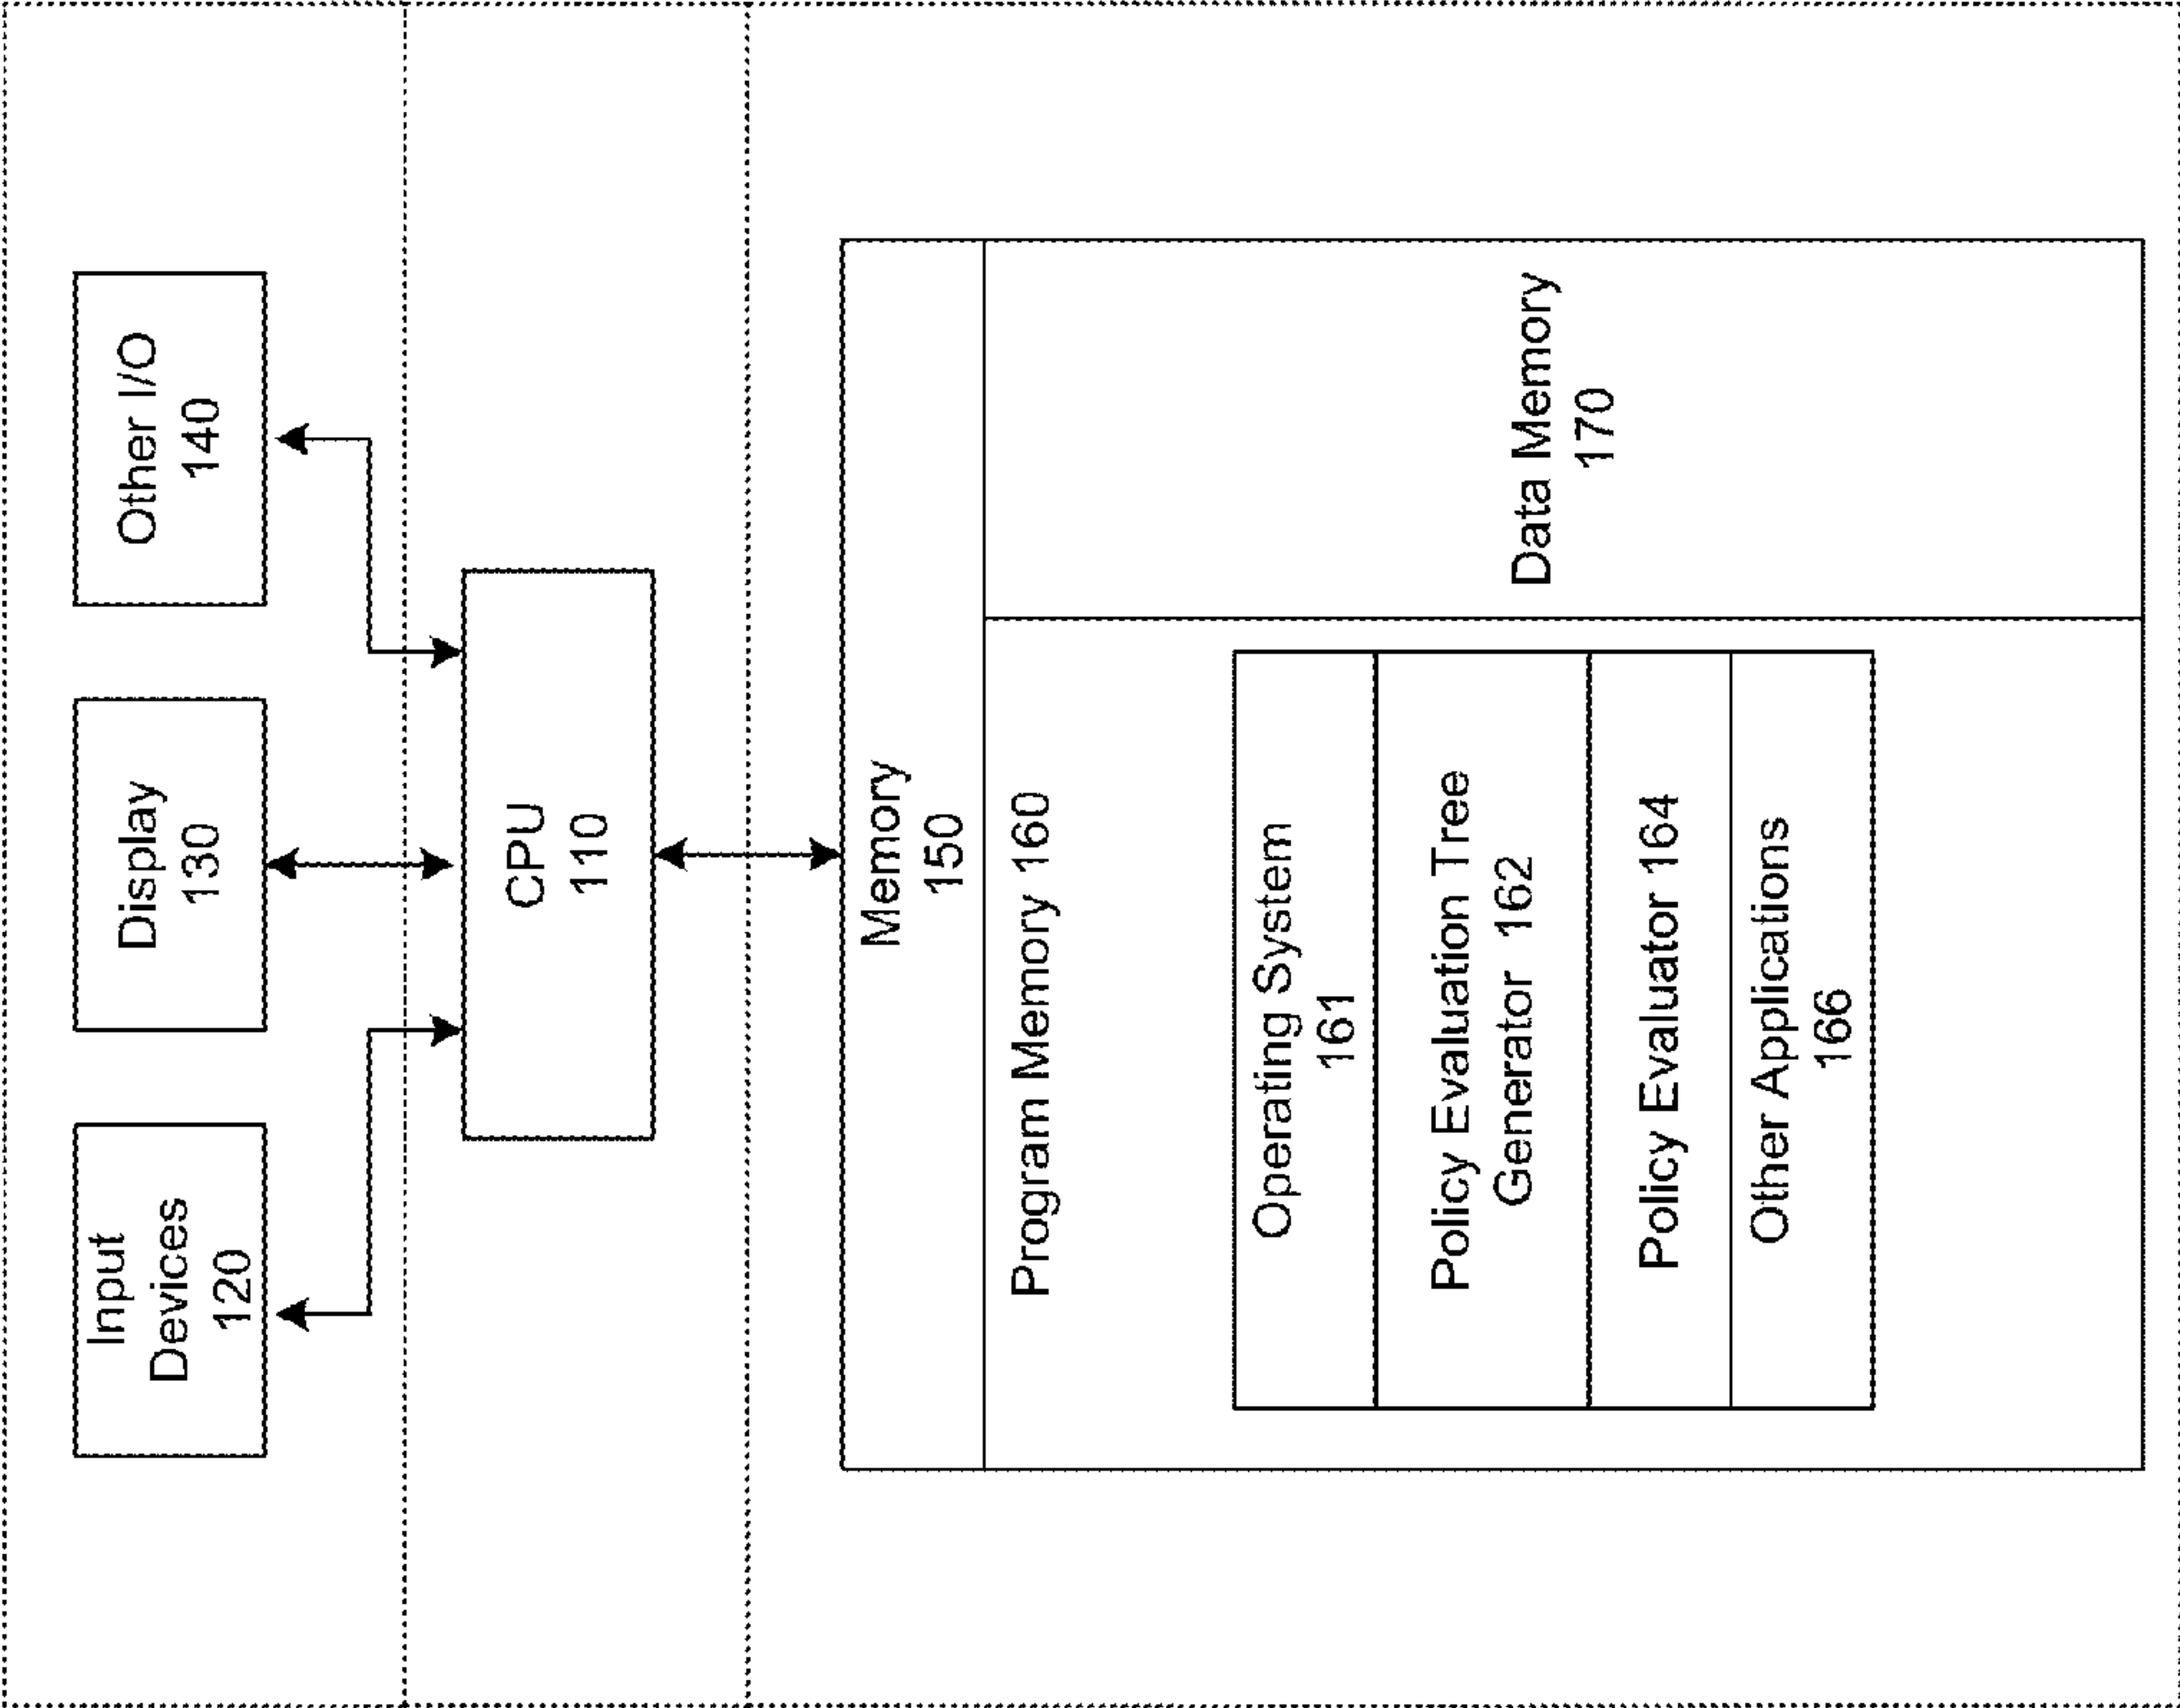 Input
Devices
120
Display
130
Other I/O
140
CPU
110
Memory
150
Program Memory 160
Operating System
161
Policy Evaluation Tree
Generator 162
Policy Evaluator 164
Other Applications
166
Data Memory
170